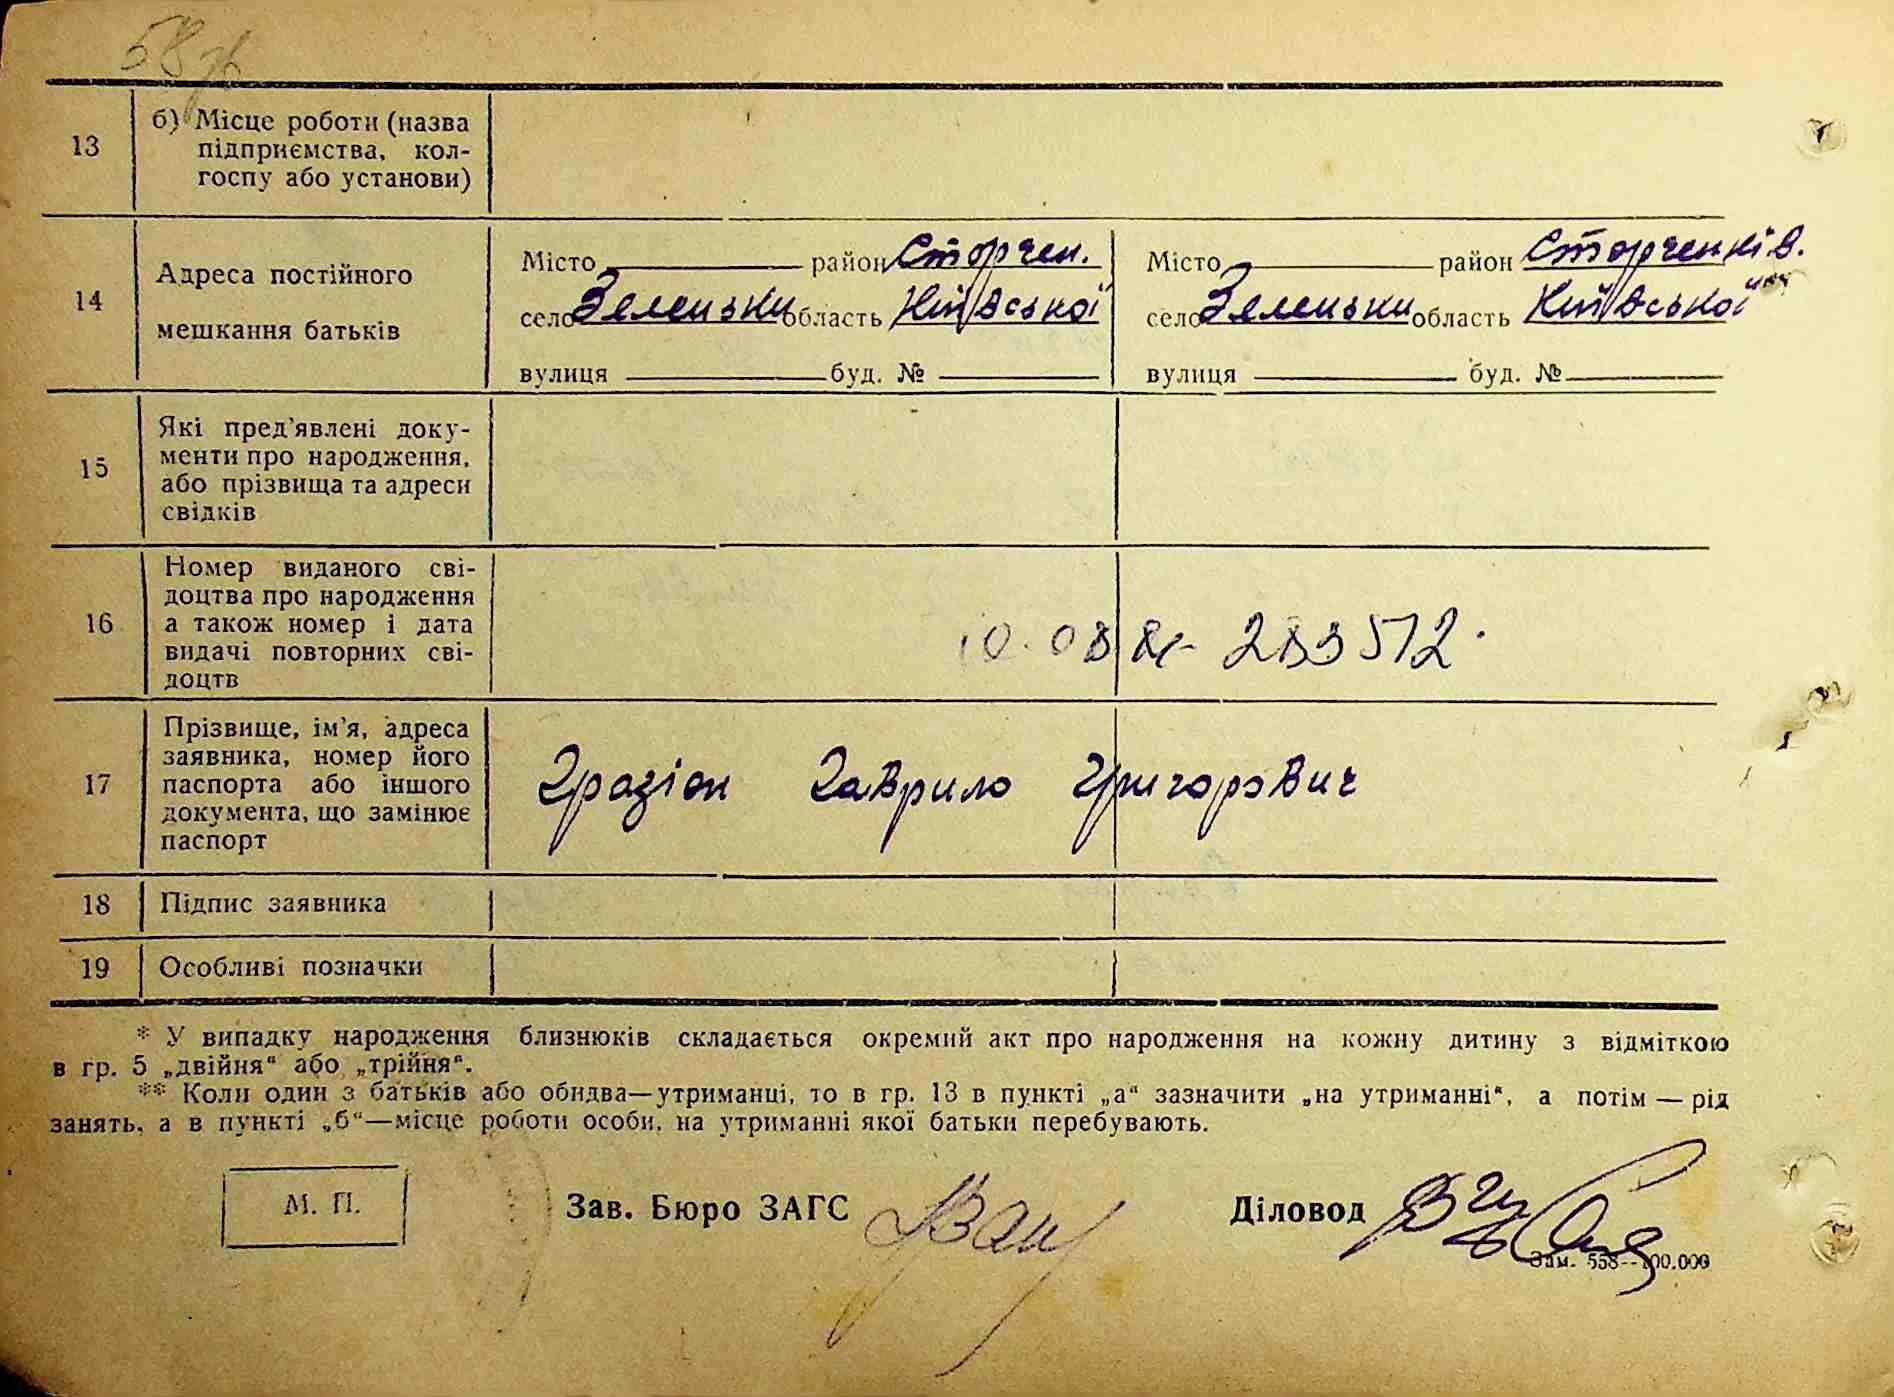 58
13 б) Місце роботи (назва
підприємства, кол-
госпу або установи)
14 Адреса постійного
мешкання батьків
Місто район Сторчен.
село Зеленьки область Київської
вулиця буд. №
Місто район Сторченків.
село Зеленьки область Київської
вулиця буд. №
15 Які пред'явлені доку-
менти про народження,
або прізвища та адреси
свідків
16 Номер виданого сві-
доцтва про народження
а також номер і дата
видачі повторних сві-
доцтв
10.08 283512.
17 Прізвище, ім'я, адреса
заявника, номер його
паспорта або іншого
документа, що замінює
паспорт
Гразіон Гаврило Григорович
18 Підпис заявника
19 Особливі позначки
* У випадку народження близнюків складається окремий акт про народження на кожну дитину з відміткою
в гр. 5 „двійня“ або „трійня“.
** Коли один з батьків або обидва—утриманці, то в гр. 13 в пункті „а“ зазначити „на утриманні“, а потім — рід
занять, а в пункті „б“—місце роботи особи, на утриманні якої батьки перебувають.
М. П.
Зав. Бюро ЗАГС
Діловод
Зам. 558--100.000